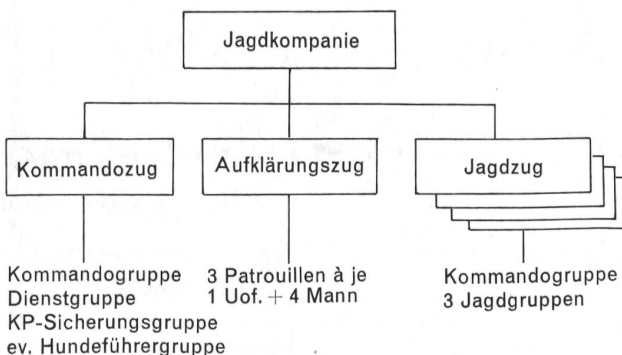 Jagdkompanie
Kommandozug
Aufklärungszug
Jagdzug
Kommandogruppe
Dienstgruppe
KP-Sicherungsgruppe
ev. Hundeführergruppe
3 Patrouillen à je
1 Uof. + 4 Mann
Kommandogruppe
3 Jagdgruppen